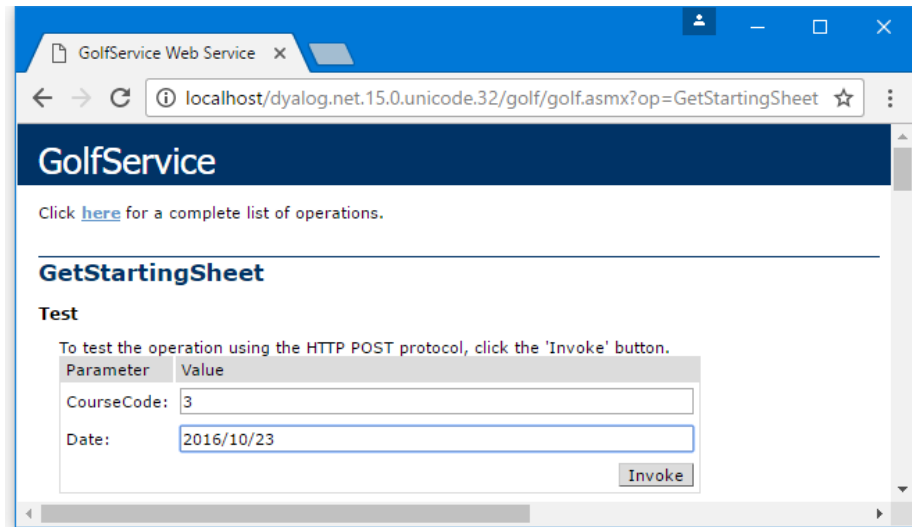 GolfService Web Service
localhost/dyalog.net.15.0.unicode.32/golf/golf.asmx?op=GetStartingSheet
GolfService
Click here for a complete list of operations.
GetStartingSheet
Test
To test the operation using the HTTP POST protocol, click the 'Invoke' button.
Parameter Value
CourseCode: 3
Date: 2016/10/23
Invoke